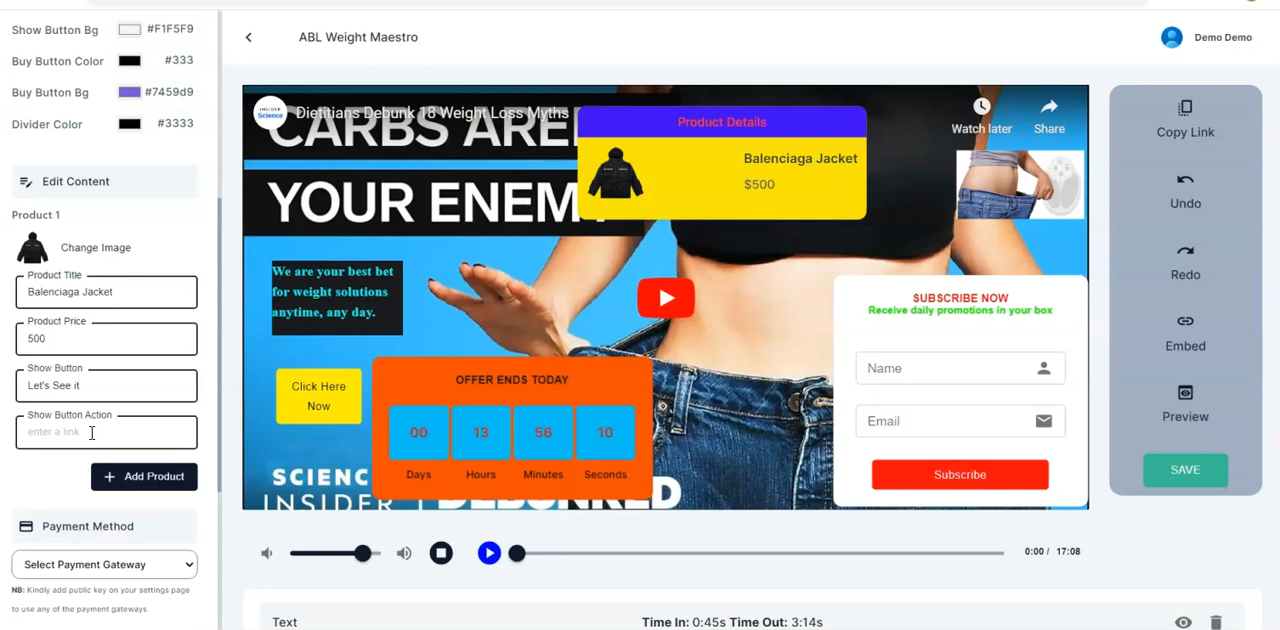 Show Button Bg #F1F5F9
Buy Button Color #333
Buy Button Bg #7459d9
Divider Color #3333
Edit Content
Product 1
Change Image
Product Title
Balenciaga Jacket
Product Price
500
Show Button
Let's See it
Show Button Action
enter a link
+ Add Product
Payment Method
Select Payment Gateway
NB: Kindly add public key on your settings page
to use any of the payment gateways
ABL Weight Maestro
Demo Demo
INSIDER
Science
Dietitians Debunk 18 Weight Loss Myths
CARBS ARE
YOUR ENEM
Product Details
Balenciaga Jacket
$500
Watch later
Share
We are your best bet
for weight solutions
anytime, any day.
Click Here
Now
OFFER ENDS TODAY
00 13 56 10
Days Hours Minutes Seconds
SUBSCRIBE NOW
Receive daily promotions in your box
Name
Email
Subscribe
SCIENC
INSIDER
DEBUNKED
0:00 / 17:08
Text Time In: 0:45s Time Out: 3:14s
Copy Link
Undo
Redo
Embed
Preview
SAVE